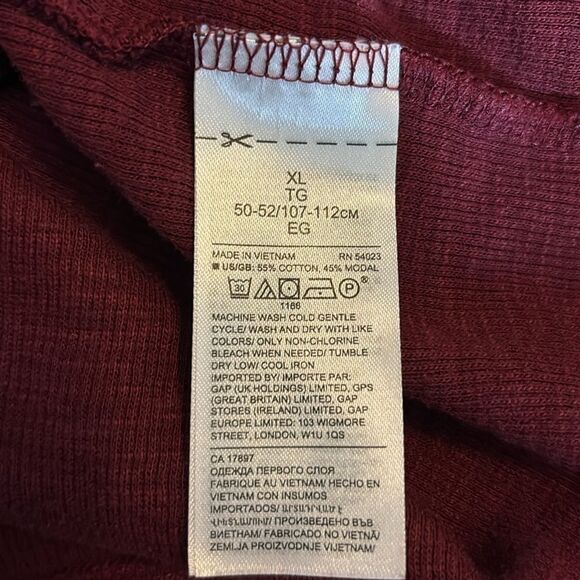 XL
TG
50-52/107-112CM
EG
MADE IN VIETNAM RN 54023
■ US/GB: 55% COTTON, 45% MODAL
30 P ®
1186
MACHINE WASH COLD GENTLE
CYCLE/ WASH AND DRY WITH LIKE
COLORS/ ONLY NON-CHLORINE
BLEACH WHEN NEEDED/ TUMBLE
DRY LOW/ COOL IRON
IMPORTED BY/ IMPORTE PAR:
GAP (UK HOLDINGS) LIMITED, GPS
(GREAT BRITAIN) LIMITED, GAP
STORES (IRELAND) LIMITED, GAP
EUROPE LIMITED: 103 WIGMORE
STREET, LONDON, W1U 1QS
CA 17897
ОДЕЖДА ПЕРВОГО СЛОЯ
FABRIQUE AU VIETNAM/ HECHO EN
VIETNAM CON INSUMOS
IMPORTADOS/ ԱՐՏԱԴՐՎԱԾ Է
ՎԻԵՏՆԱՄՈՒՄ/ ПРОИЗВЕДЕНО ВЪВ
ВИЕТНАМ/ FABRICADO NO VIETNÃ/
ZEMLJA PROIZVODNJE VIJETNAM/